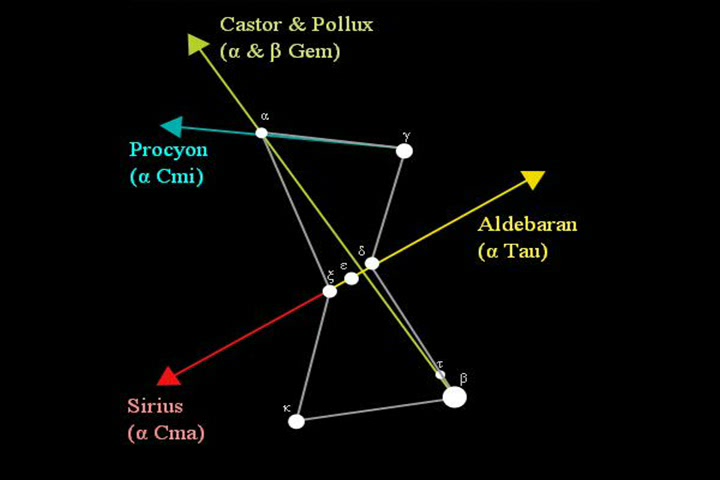 Castor & Pollux
(α & β Gem)
α
γ
Procyon
(α Cmi)
Aldebaran
(α Tau)
δ
ε
ξ
τ
β
κ
Sirius
(α Cma)